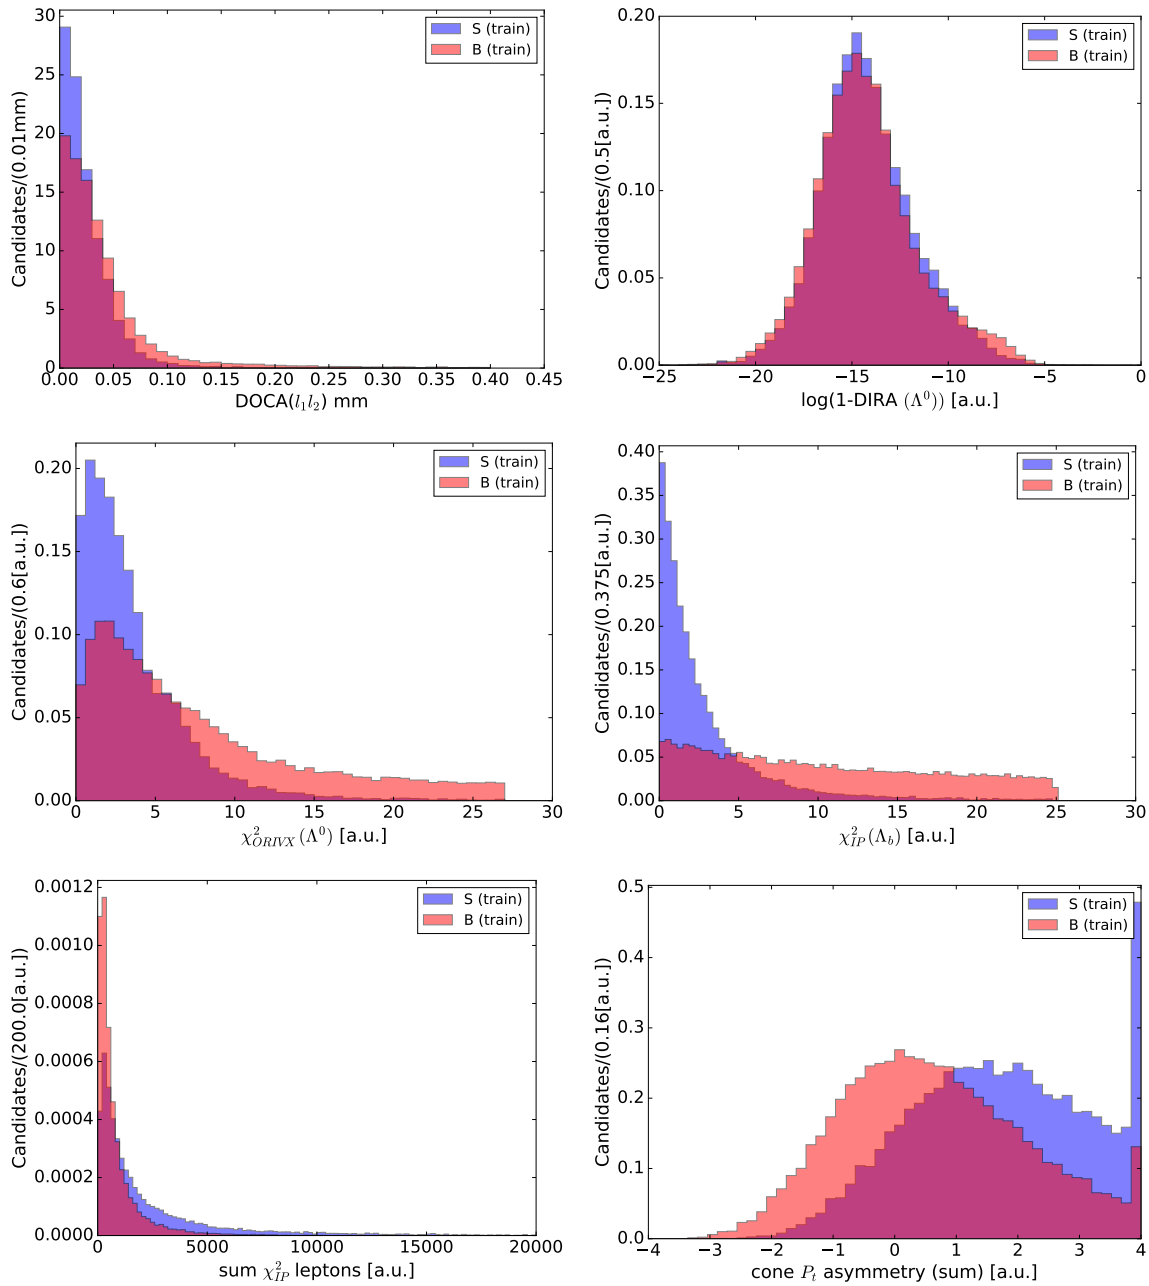 30
25
20
15
10
5
0
Candidates/(0.01mm)
S (train)
B (train)
0.00 0.05 0.10 0.15 0.20 0.25 0.30 0.35 0.40 0.45
DOCA(l₁l₂) mm
0.20
0.15
0.10
0.05
0.00
Candidates/(0.5[a.u.])
S (train)
B (train)
−25 −20 −15 −10 −5 0
log(1-DIRA (Λ⁰)) [a.u.]
0.20
0.15
0.10
0.05
0.00
Candidates/(0.6[a.u.])
S (train)
B (train)
0 5 10 15 20 25 30
χ²_ORIVX(Λ⁰) [a.u.]
0.40
0.35
0.30
0.25
0.20
0.15
0.10
0.05
0.00
Candidates/(0.375[a.u.])
S (train)
B (train)
0 5 10 15 20 25 30
χ²_IP(Λ_b) [a.u.]
0.0012
0.0010
0.0008
0.0006
0.0004
0.0002
0.0000
Candidates/(200.0[a.u.])
S (train)
B (train)
0 5000 10000 15000 20000
sum χ²_IP leptons [a.u.]
0.5
0.4
0.3
0.2
0.1
0.0
Candidates/(0.16[a.u.])
S (train)
B (train)
−4 −3 −2 −1 0 1 2 3 4
cone P_t asymmetry (sum) [a.u.]